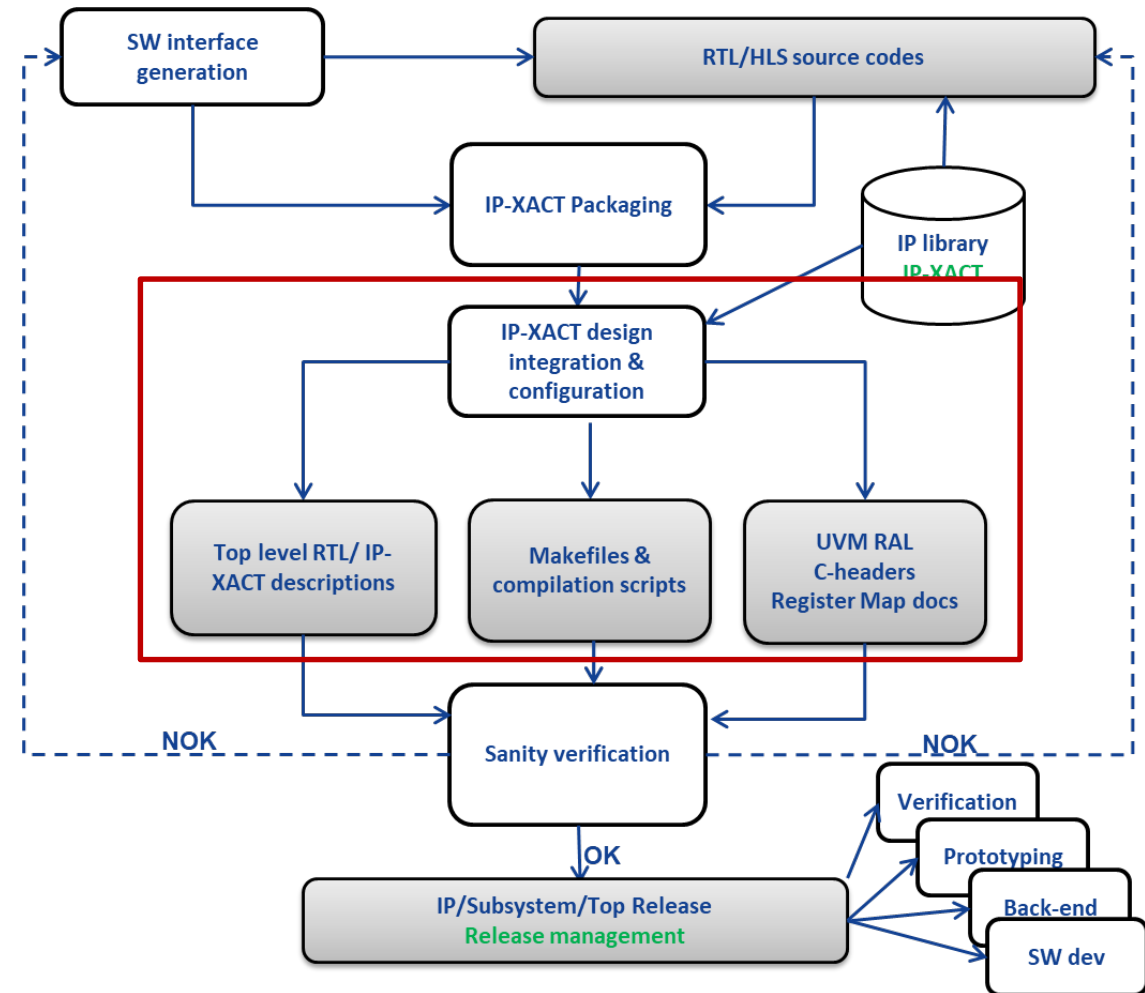 SW interface
generation
RTL/HLS source codes
IP-XACT Packaging
IP library
IP-XACT
IP-XACT design
integration &
configuration
Top level RTL/ IP-
XACT descriptions
Makefiles &
compilation scripts
UVM RAL
C-headers
Register Map docs
NOK
Sanity verification
NOK
OK
Verification
Prototyping
Back-end
SW dev
IP/Subsystem/Top Release
Release management